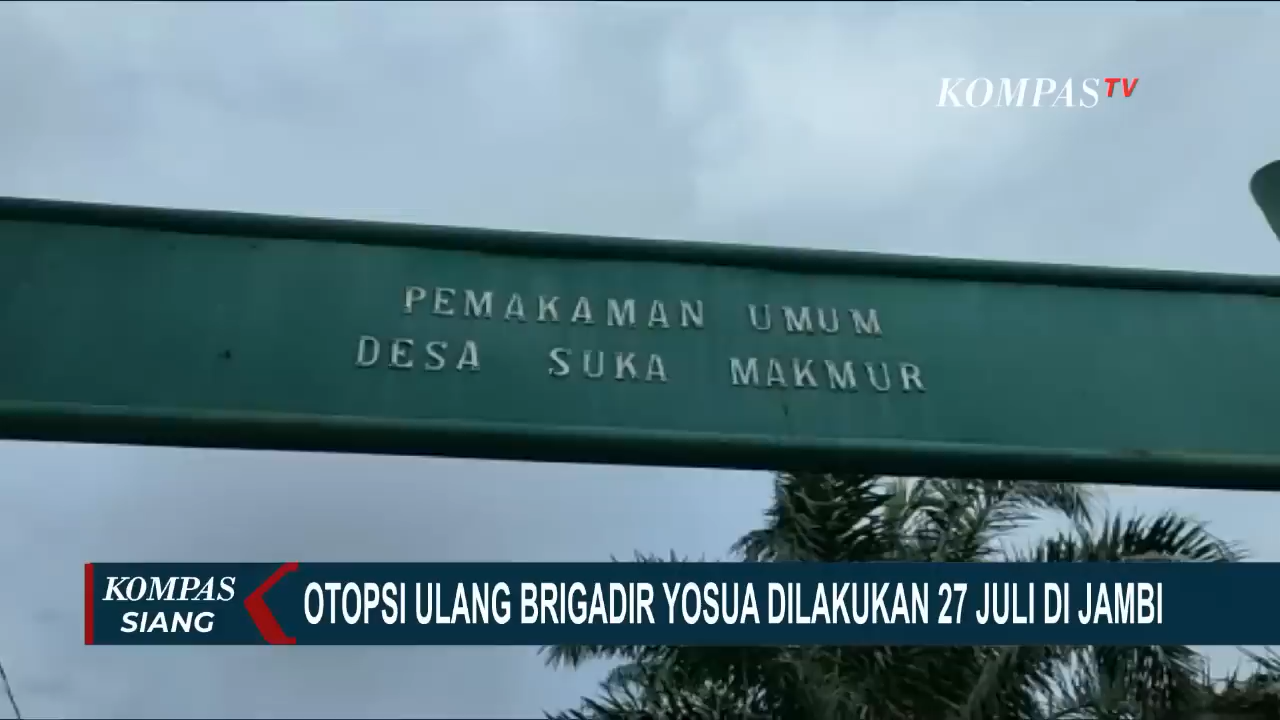 KOMPAS TV
PEMAKAMAN UMUM
DESA SUKA MAKMUR
KOMPAS SIANG
OTOPSI ULANG BRIGADIR YOSUA DILAKUKAN 27 JULI DI JAMBI